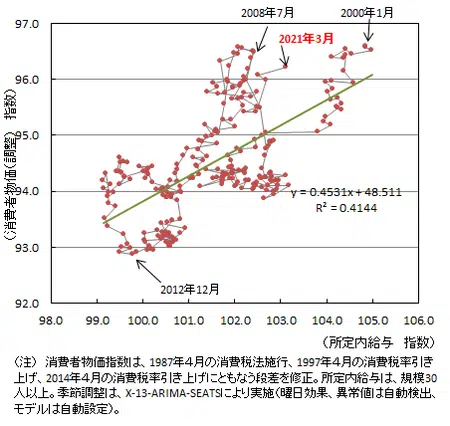 2008年7月
2000年1月
2021年3月
97.0
96.0
95.0
94.0
93.0
92.0
(消費者物価(調整) 指数)
y = 0.4531x + 48.511
R² = 0.4144
2012年12月
98.0 99.0 100.0 101.0 102.0 103.0 104.0 105.0 106.0
(所定内給与 指数)
(注) 消費者物価指数は、1987年4月の消費税法施行、1997年4月の消費税率引き
上げ、2014年4月の消費税率引き上げにともなう段差を修正。所定内給与は、規模30
人以上。季節調整は、X-13-ARIMA-SEATSにより実施(曜日効果、異常値は自動検出、
モデルは自動設定)。